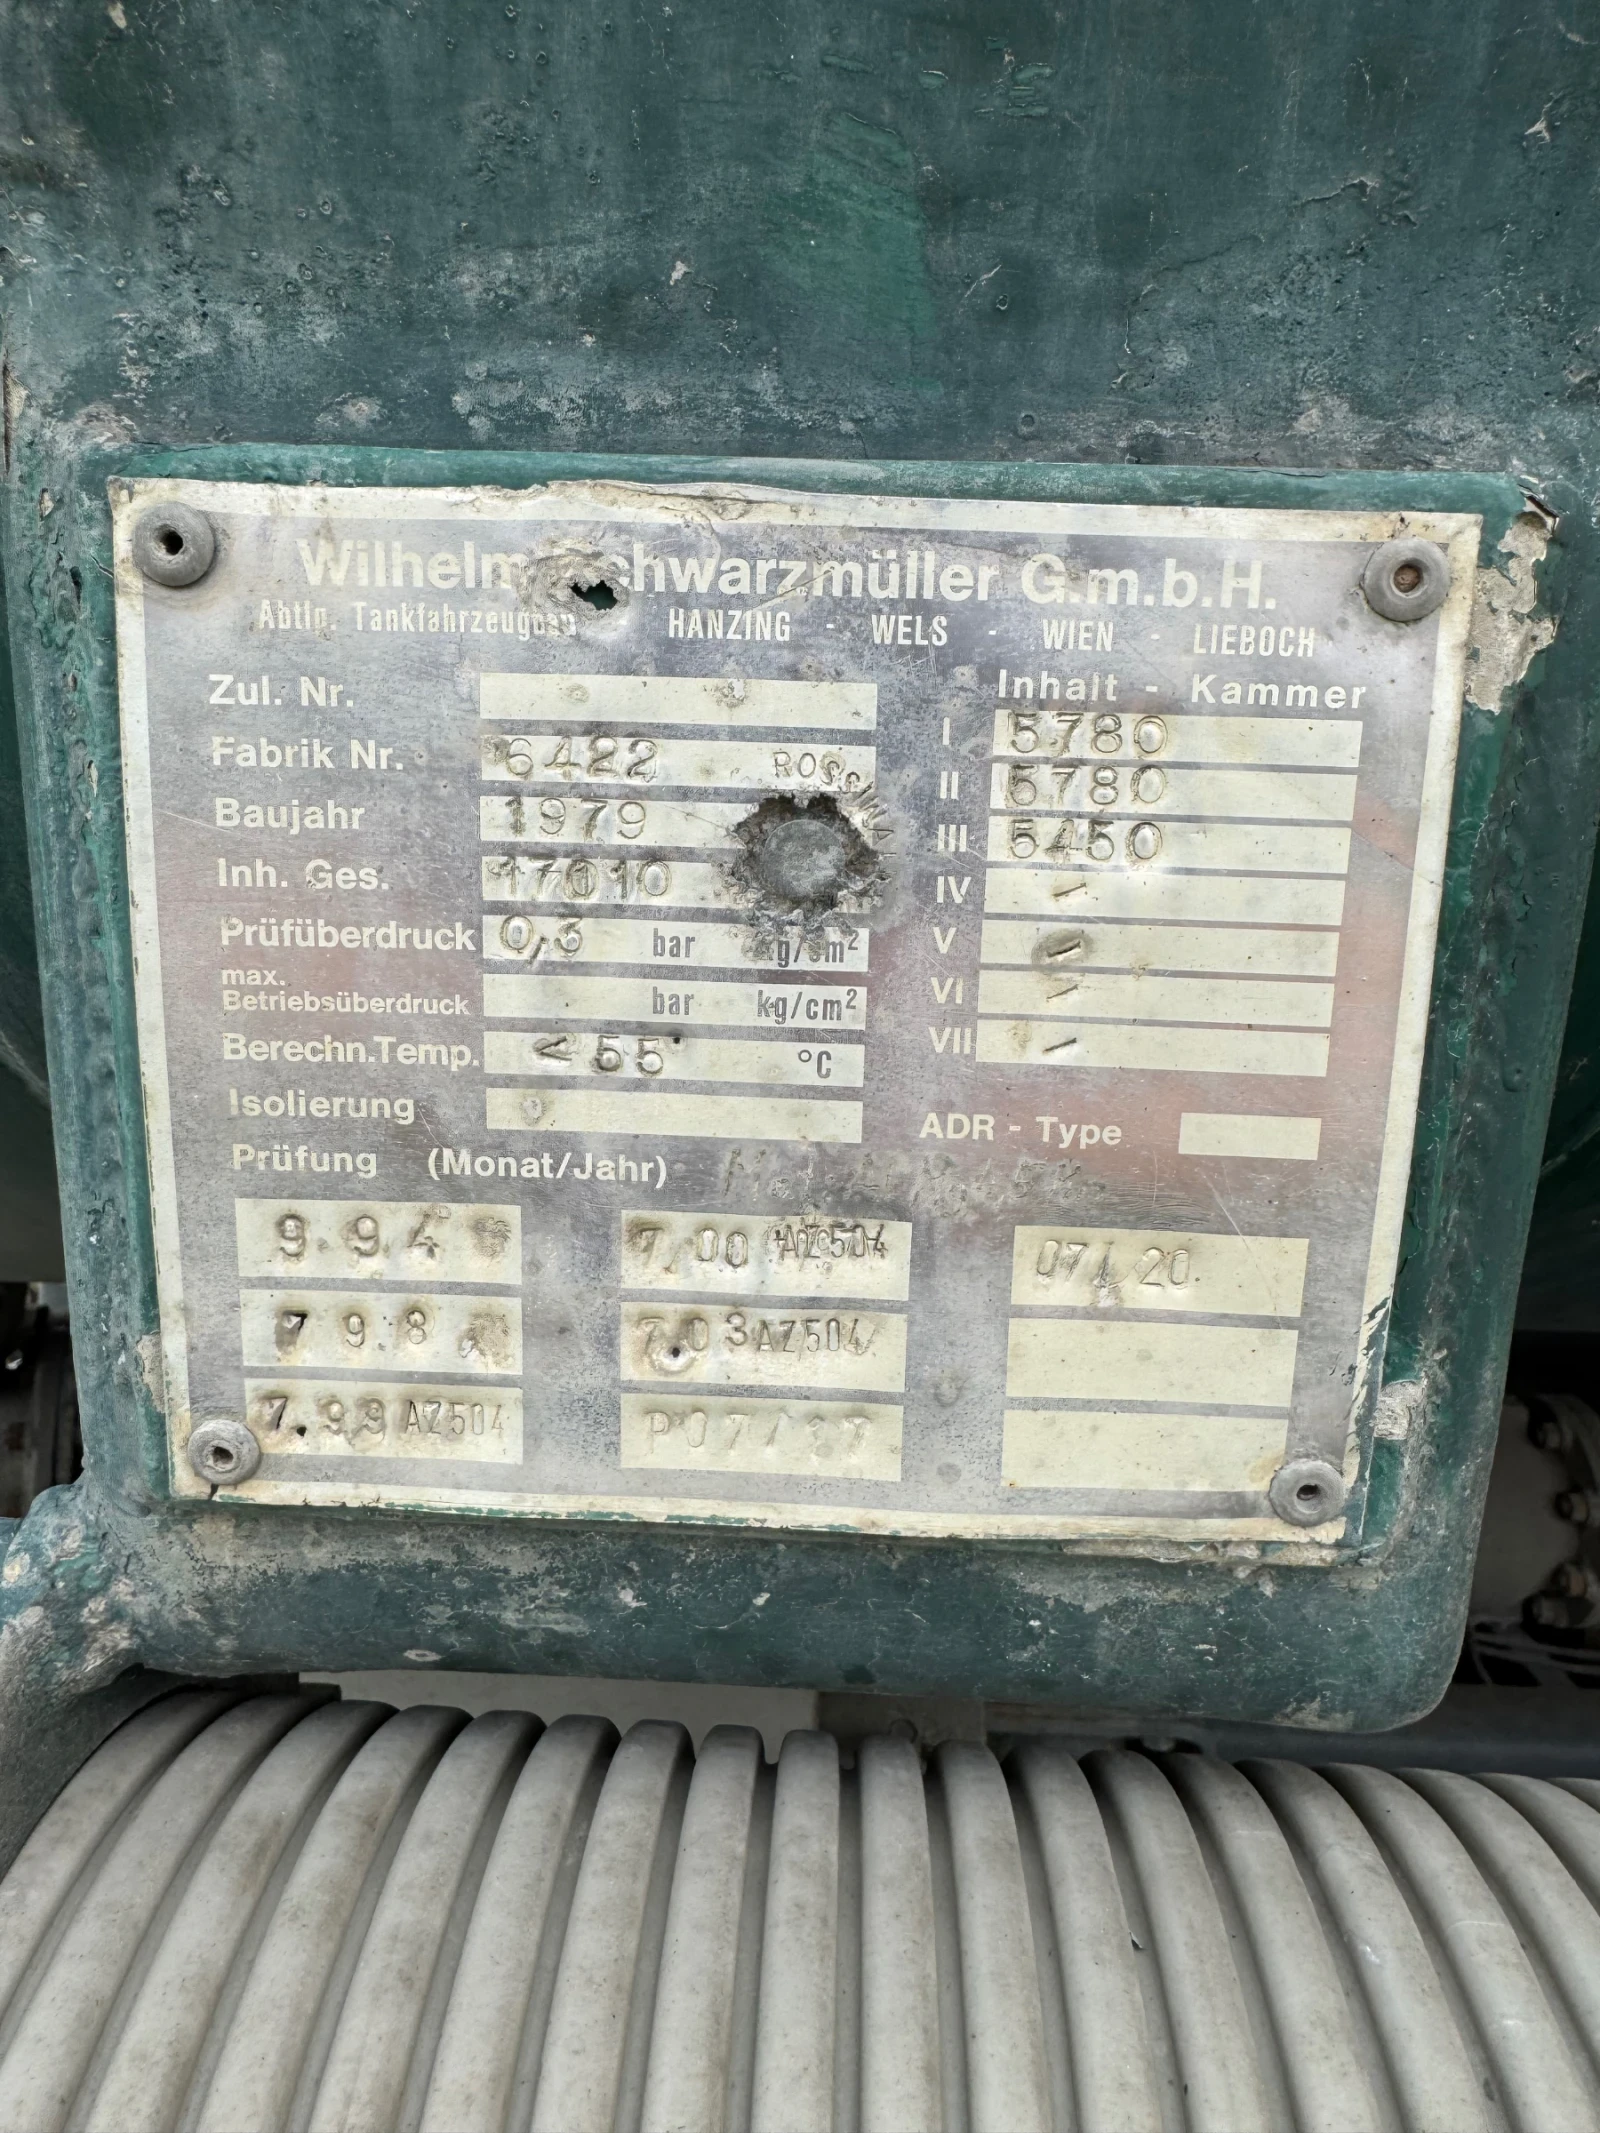 Wilhelm Schwarzmüller G.m.b.H.
Abtlg. Tankfahrzeugbau - HANZING - WELS - WIEN - LIEBOCH
Zul. Nr.
Fabrik Nr. 6422
Baujahr 1979
Inh. Ges. 17010
Prüfüberdruck 0,3 bar kg/cm²
max.
Betriebsüberdruck bar kg/cm²
Berechn.Temp. <55 °C
Isolierung
Prüfung (Monat/Jahr)
Inhalt - Kammer
I 5780
II 5780
III 5450
IV -
V -
VI -
VII -
ADR - Type
9.94 7.00 AZ504 07/20
7 98 7.03 AZ504
7.99 AZ504 P07/17